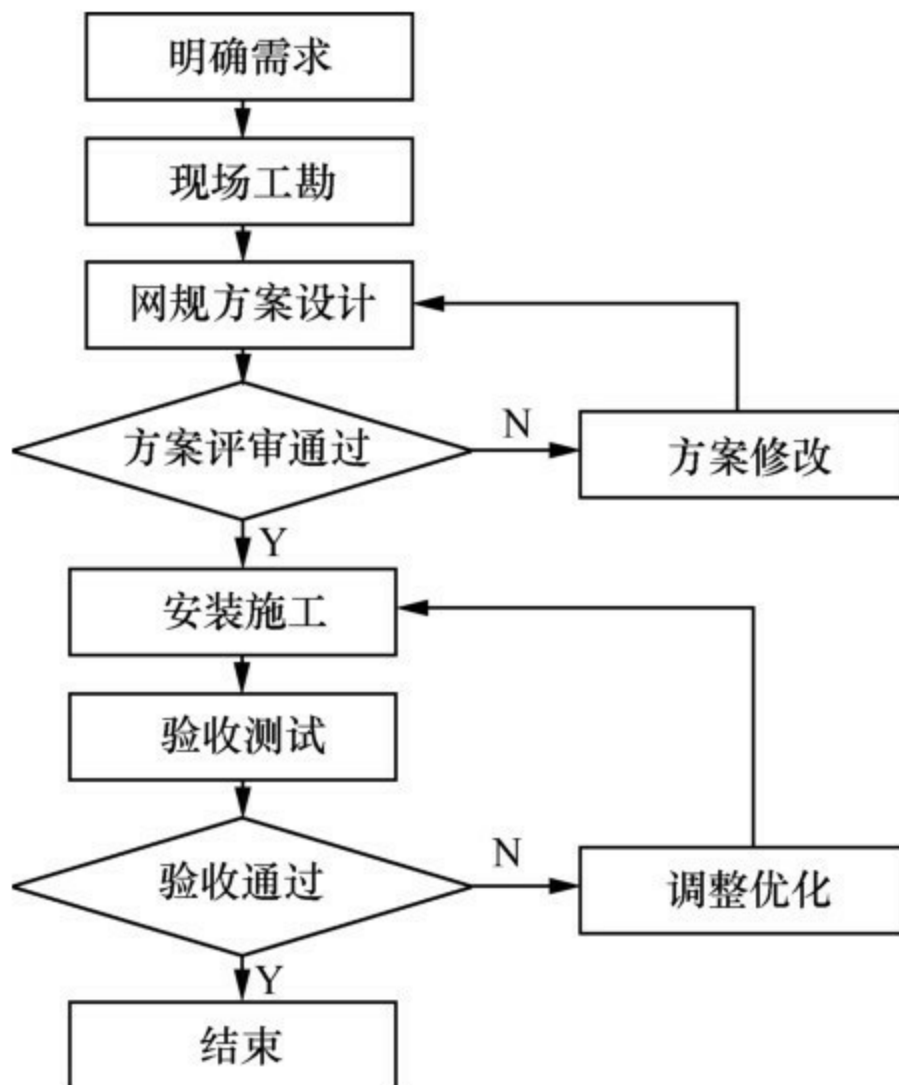 明确需求
现场工勘
网规方案设计
方案评审通过
N
方案修改
Y
安装施工
验收测试
验收通过
N
调整优化
Y
结束